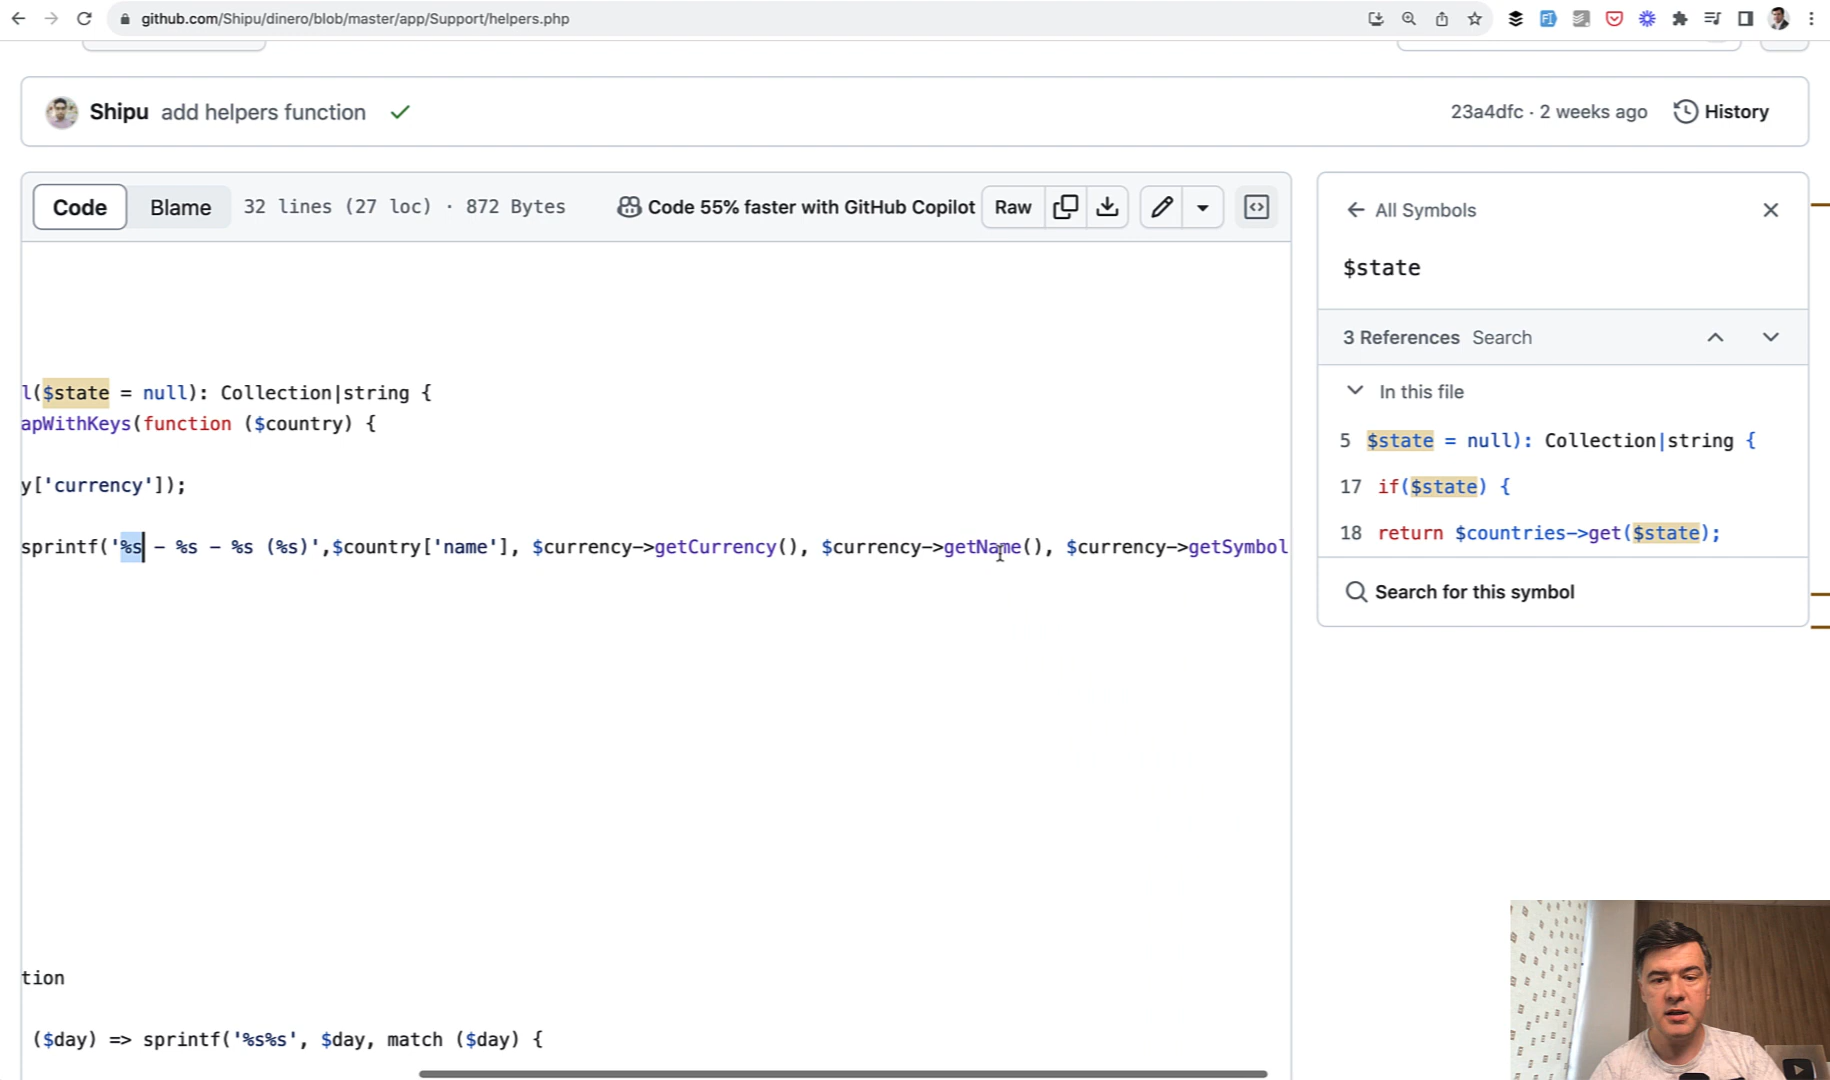 github.com/Shipu/dinero/blob/master/app/Support/helpers.php
Shipu add helpers function
23a4dfc · 2 weeks ago History
Code Blame 32 lines (27 loc) · 872 Bytes Code 55% faster with GitHub Copilot Raw
l($state = null): Collection|string {
apWithKeys(function ($country) {
y['currency']);
sprintf('%s - %s - %s (%s)',$country['name'], $currency->getCurrency(), $currency->getName(), $currency->getSymbol
tion
($day) => sprintf('%s%s', $day, match ($day) {
All Symbols
$state
3 References Search
In this file
5 $state = null): Collection|string {
17 if($state) {
18 return $countries->get($state);
Search for this symbol